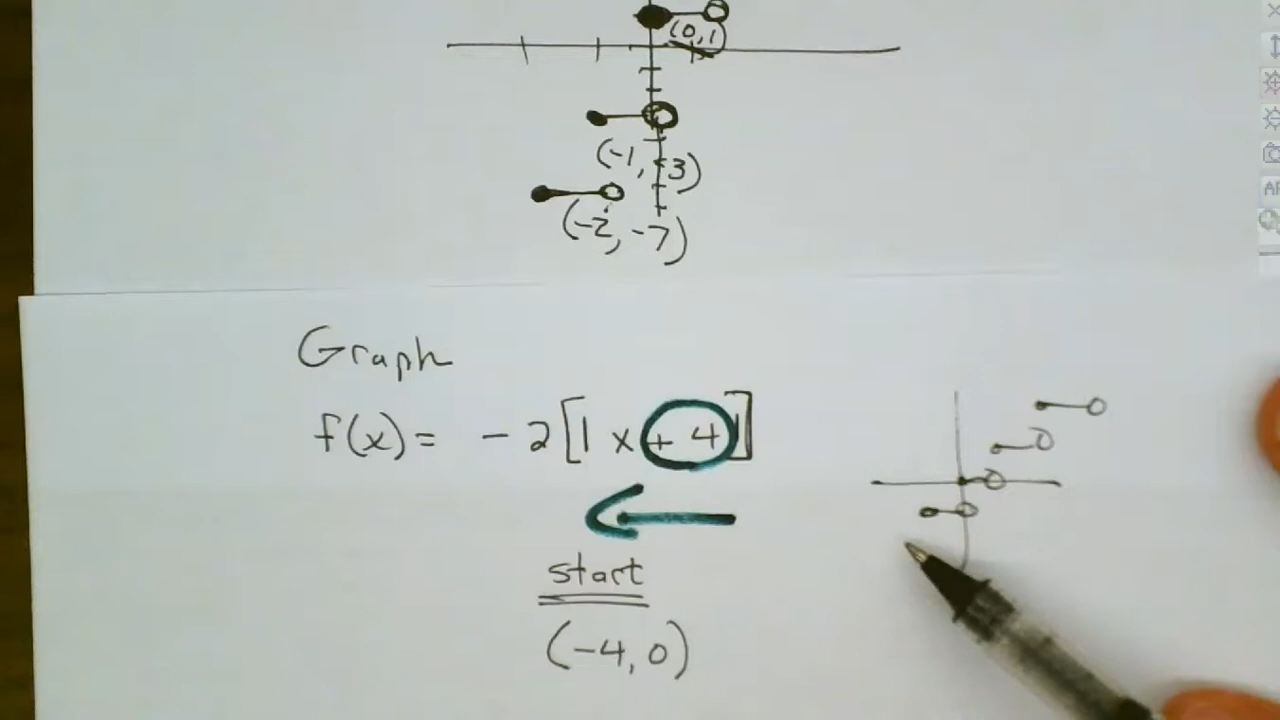 (0,1)
(-1, -3)
(-2, -7)
Graph
f(x) = -2[1x+4]
start
(-4,0)